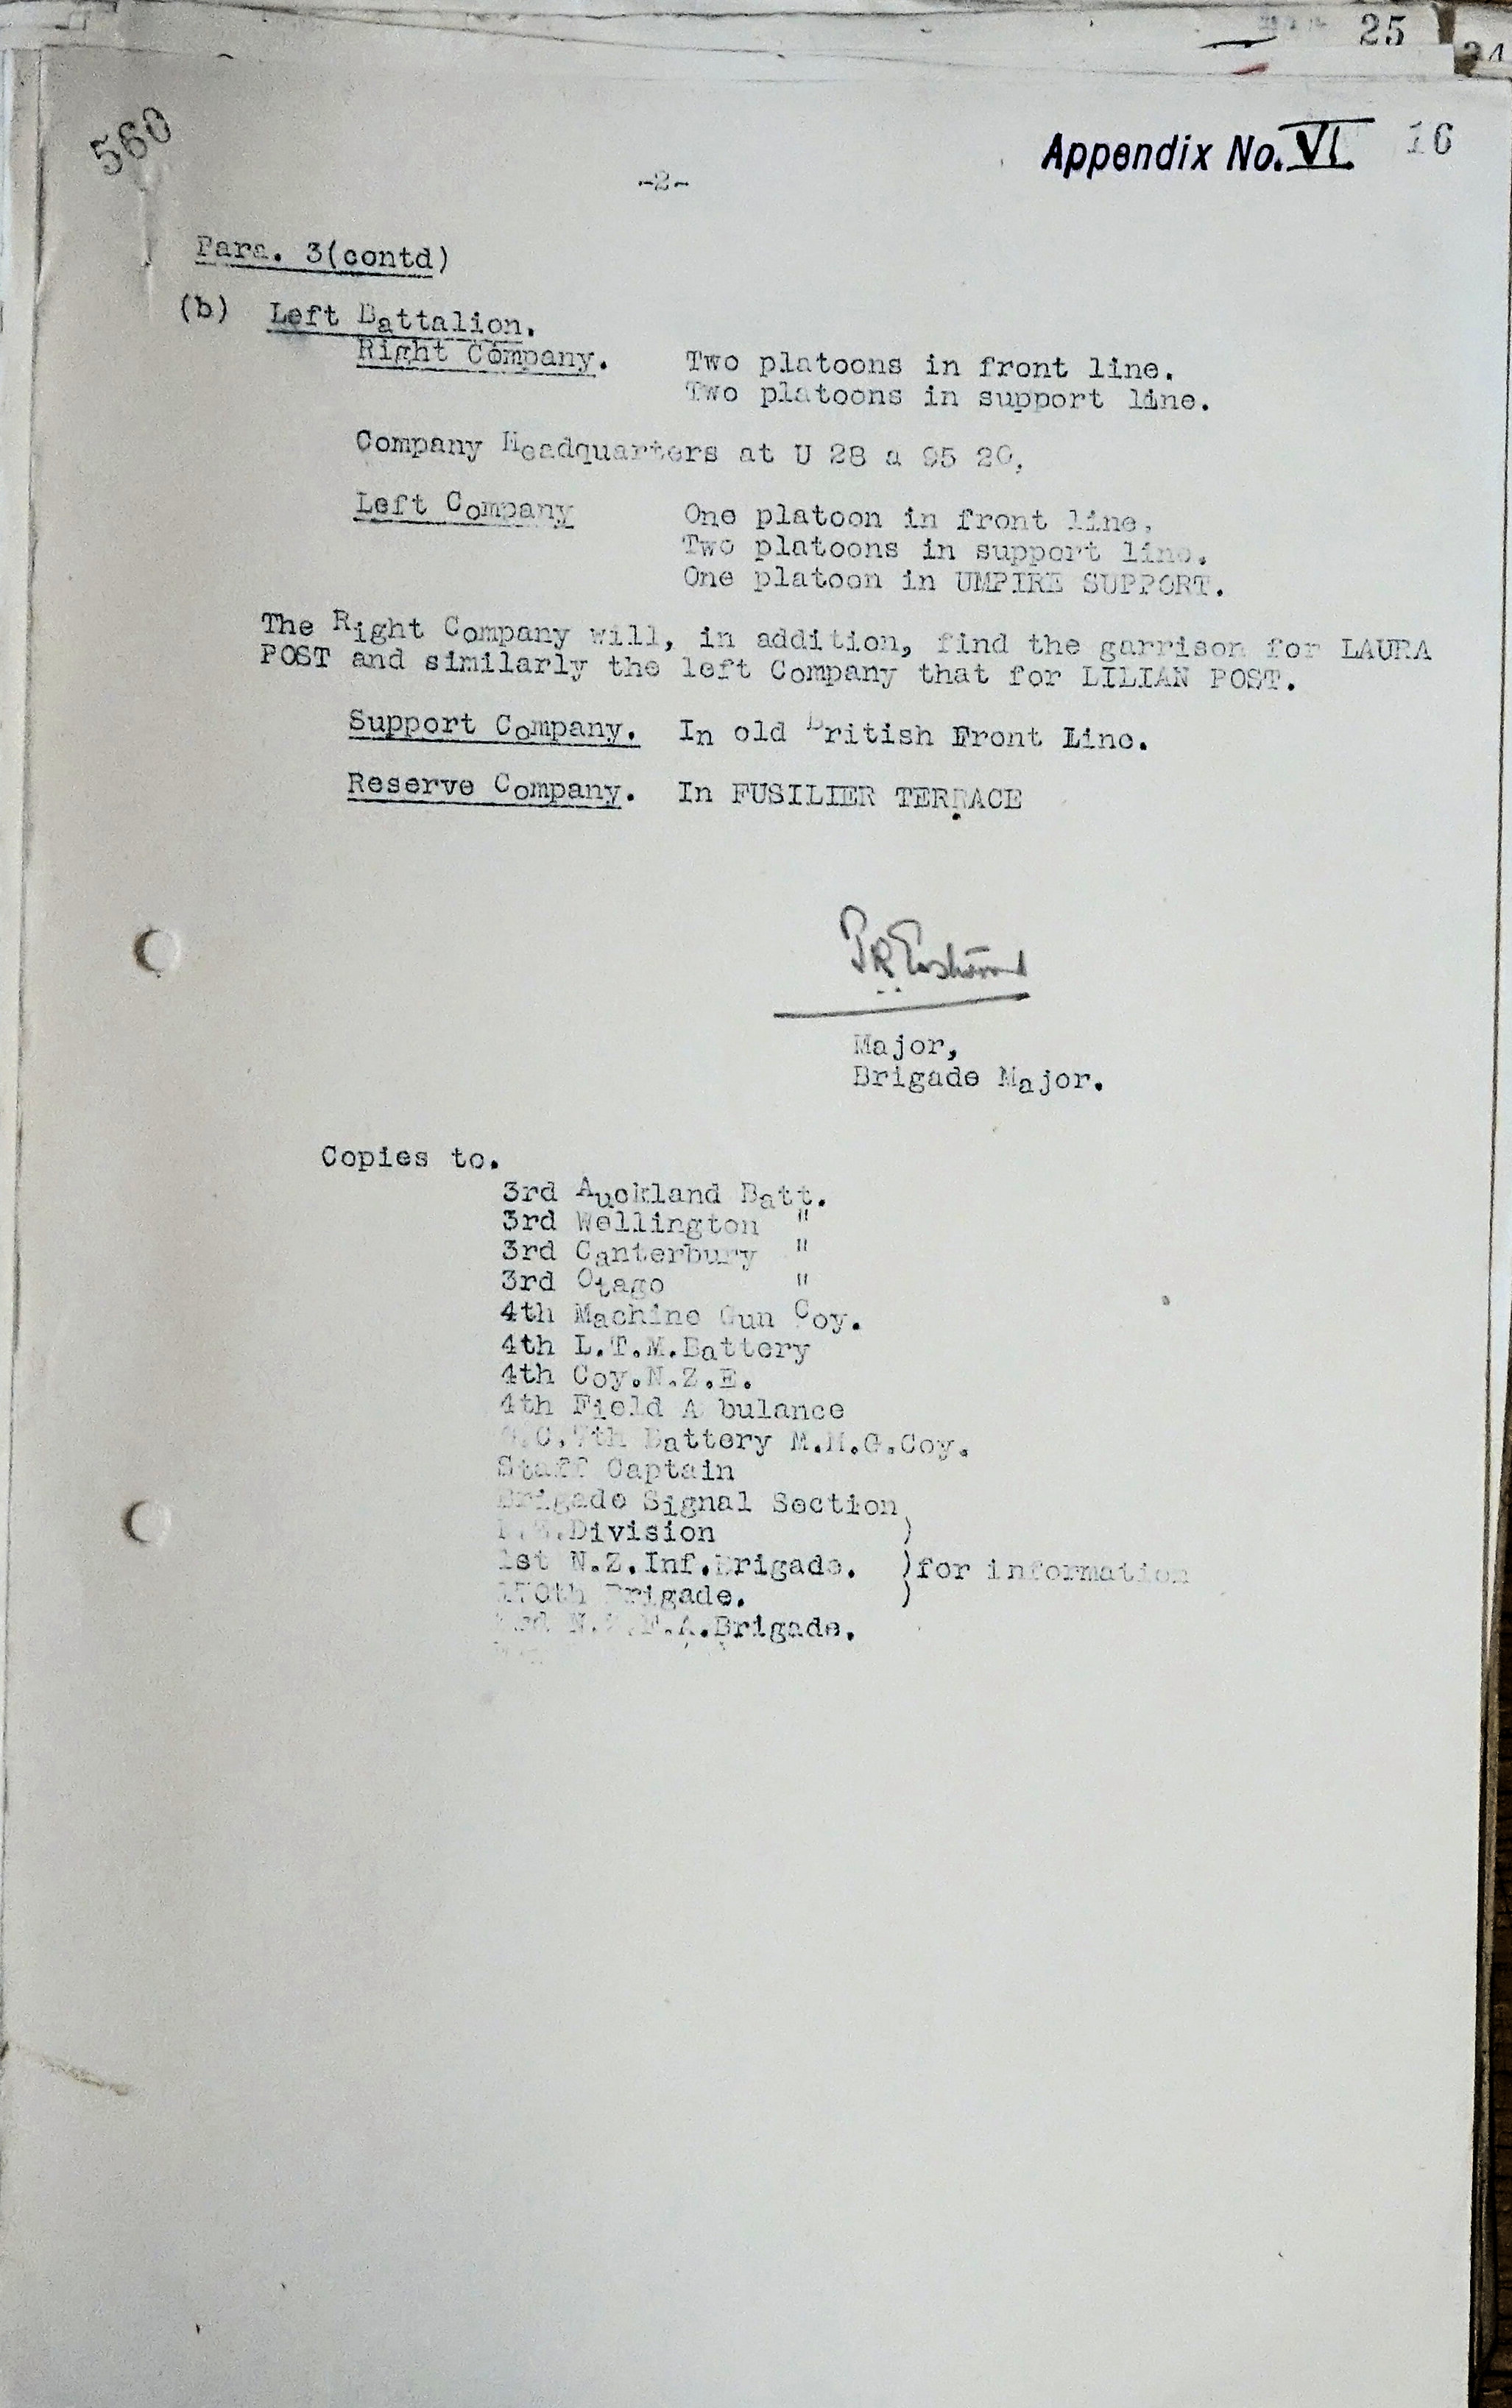 25
24
560
Appendix No. VI. 16
-2-
Para. 3(contd)
(b) Left Battalion.
Right Company. Two platoons in front line.
Two platoons in support line.
Company Headquarters at U 28 a 95 20.
Left Company One platoon in front line.
Two platoons in support line.
One platoon in UMPIRE SUPPORT.
The Right Company will, in addition, find the garrison for LAURA
POST and similarly the left Company that for LILIAN POST.
Support Company. In old British Front Line.
Reserve Company. In FUSILIER TERRACE
Major,
Brigade Major.
Copies to.
3rd Auckland Batt.
3rd Wellington "
3rd Canterbury "
3rd Otago "
4th Machine Gun Coy.
4th L.T.M.Battery
4th Coy.N.Z.E.
4th Field A bulance
O.C.7th Battery M.M.G.Coy.
Staff Captain
Brigade Signal Section
N.Z.Division )
1st N.Z.Inf.Brigade. )for information
170th Brigade. )
N.Z.F.A.Brigade.